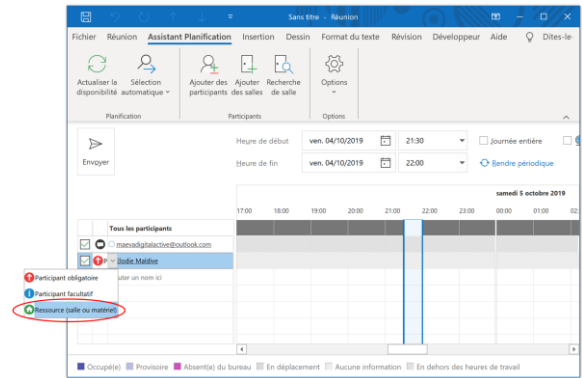 Sans titre - Réunion
Fichier Réunion Assistant Planification Insertion Dessin Format du texte Révision Développeur Aide Dites-le-
Actualiser la disponibilité
Sélection automatique
Ajouter des participants
Ajouter des salles
Recherche de salle
Options
Planification Participants Options
Envoyer
Heure de début ven. 04/10/2019 21:30 Journée entière
Heure de fin ven. 04/10/2019 22:00 Rendre périodique
samedi 5 octobre 2019
17:00 18:00 19:00 20:00 21:00 22:00 23:00 00:00 01:00 02:
Tous les participants
maevadigitalactive@outlook.com
Elodie Maldive
Participant obligatoire
outer un nom ici
Participant facultatif
Ressource (salle ou matériel)
Occupé(e) Provisoire Absent(e) du bureau En déplacement Aucune information En dehors des heures de travail